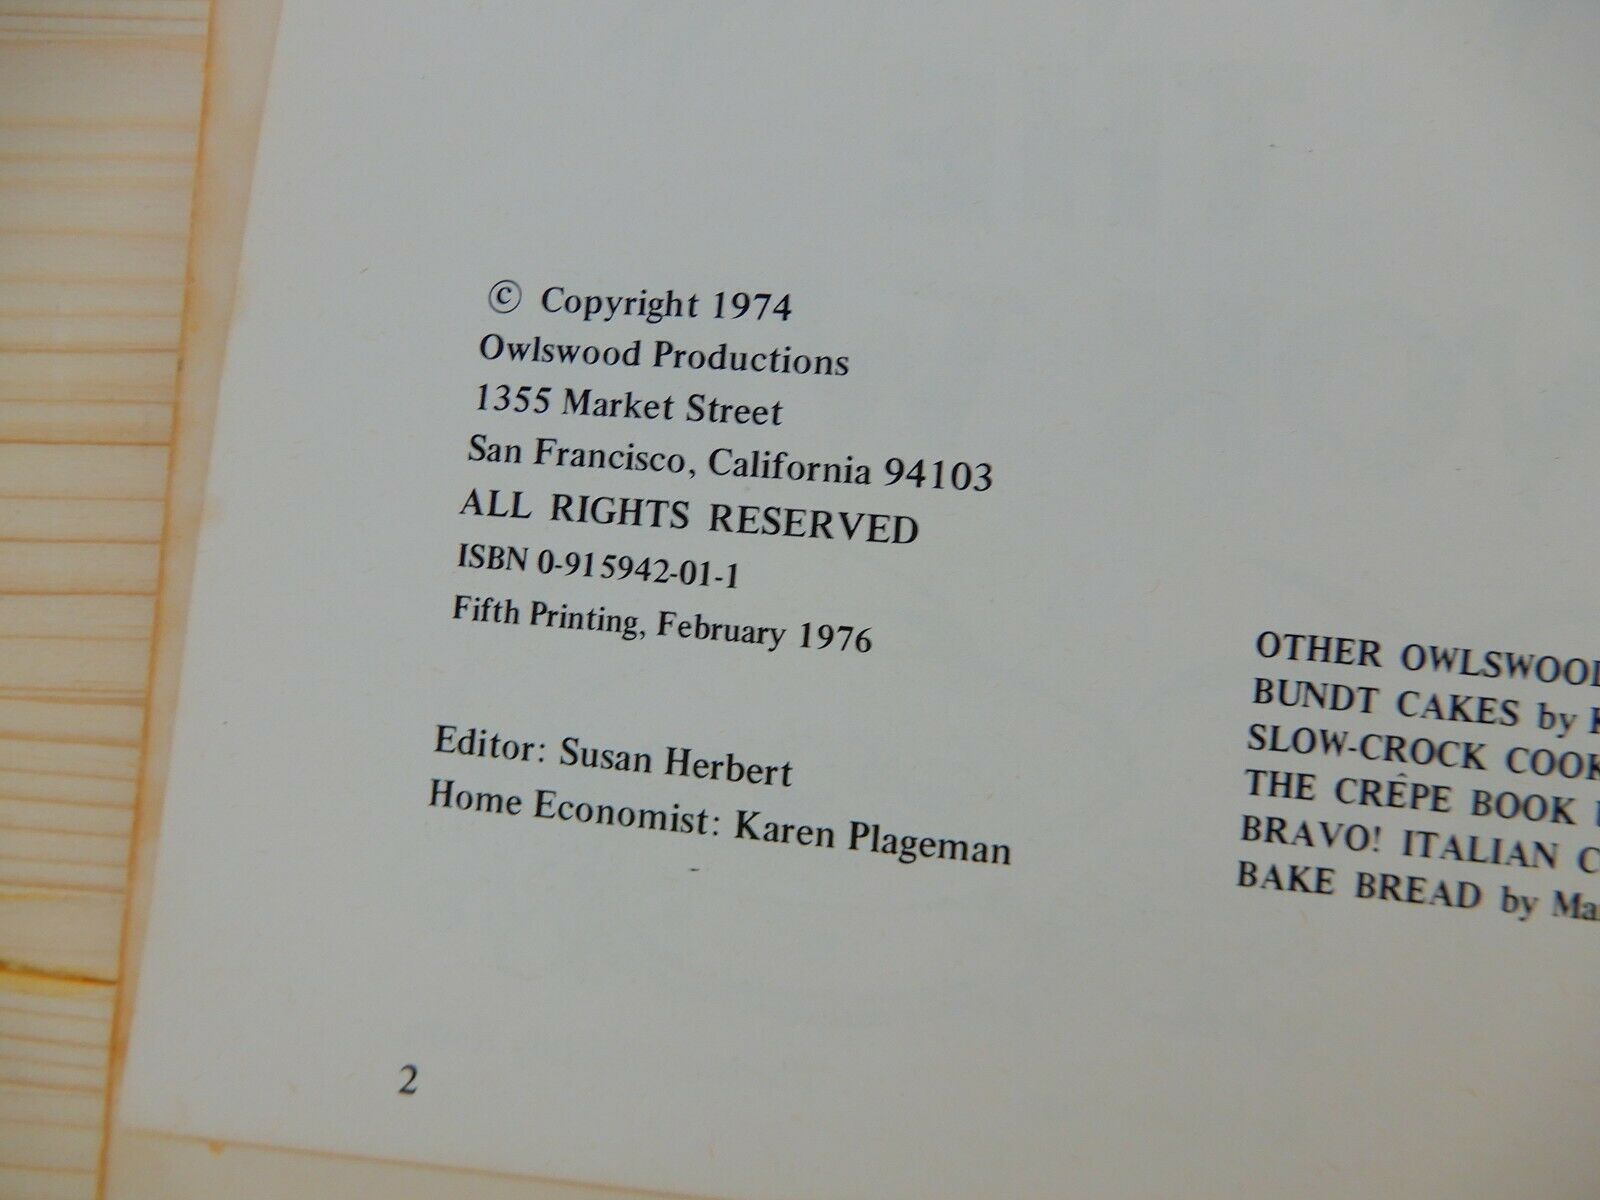 © Copyright 1974
Owlswood Productions
1355 Market Street
San Francisco, California 94103
ALL RIGHTS RESERVED
ISBN 0-915942-01-1
Fifth Printing, February 1976
Editor: Susan Herbert
Home Economist: Karen Plageman
OTHER OWLSWOOD
BUNDT CAKES by
SLOW-CROCK
THE CRÊPE BOOK
BRAVO! ITALIAN
BAKE BREAD by
2